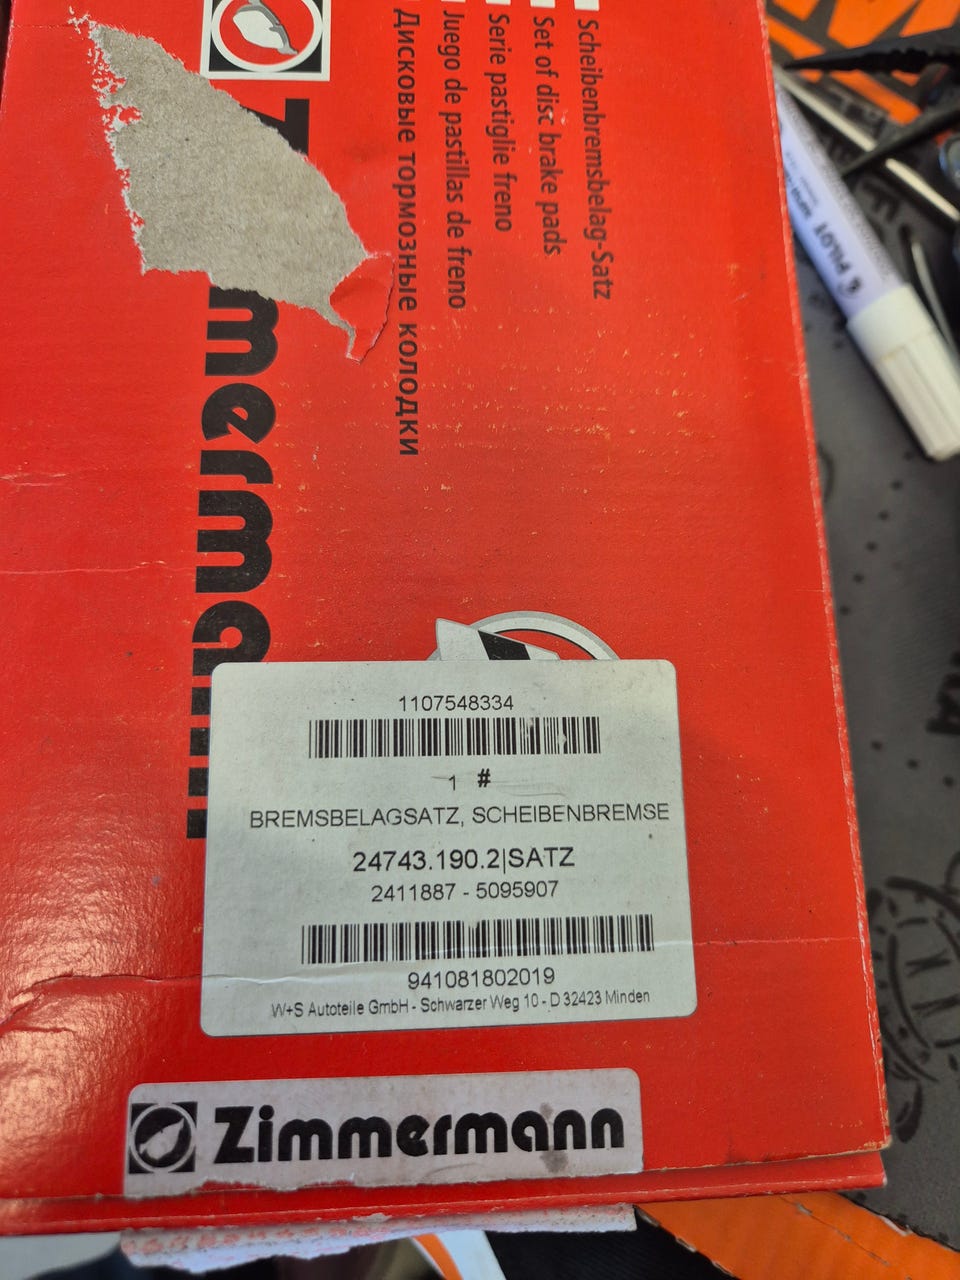 Scheibenbremsbelag-Satz
Set of disc brake pads
Serie pastiglie freno
Juego de pastillas de freno
Дисковые тормозные колодки
1107548334
1 #
BREMSBELAGSATZ, SCHEIBENBREMSE
24743.190.2|SATZ
2411887 - 5095907
941081802019
W+S Autoteile GmbH - Schwarzer Weg 10 - D 32423 Minden
Zimmermann
PILOT